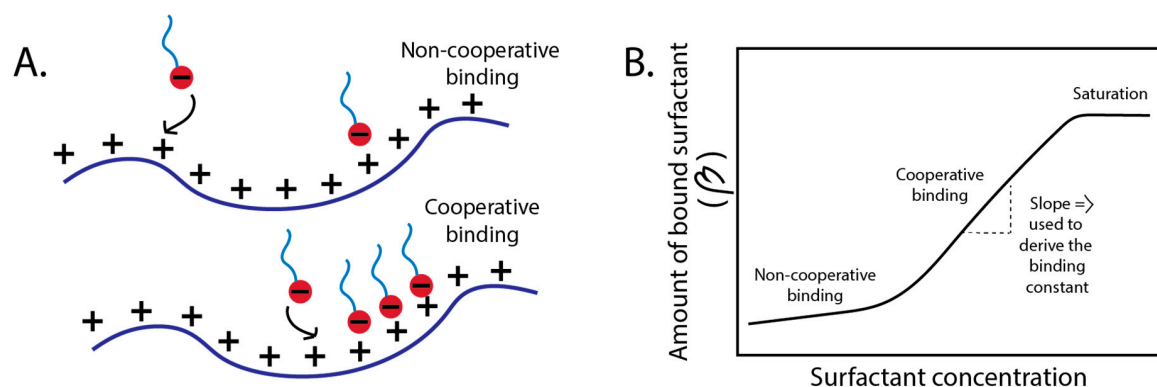 A.
Non-cooperative
binding
+ + + + + + + + + + + +
Cooperative
binding
+ + + + + + + + + + +
B.
Amount of bound surfactant
(β)
Saturation
Cooperative
binding
Slope =>
used to
derive the
binding
constant
Non-cooperative
binding
Surfactant concentration